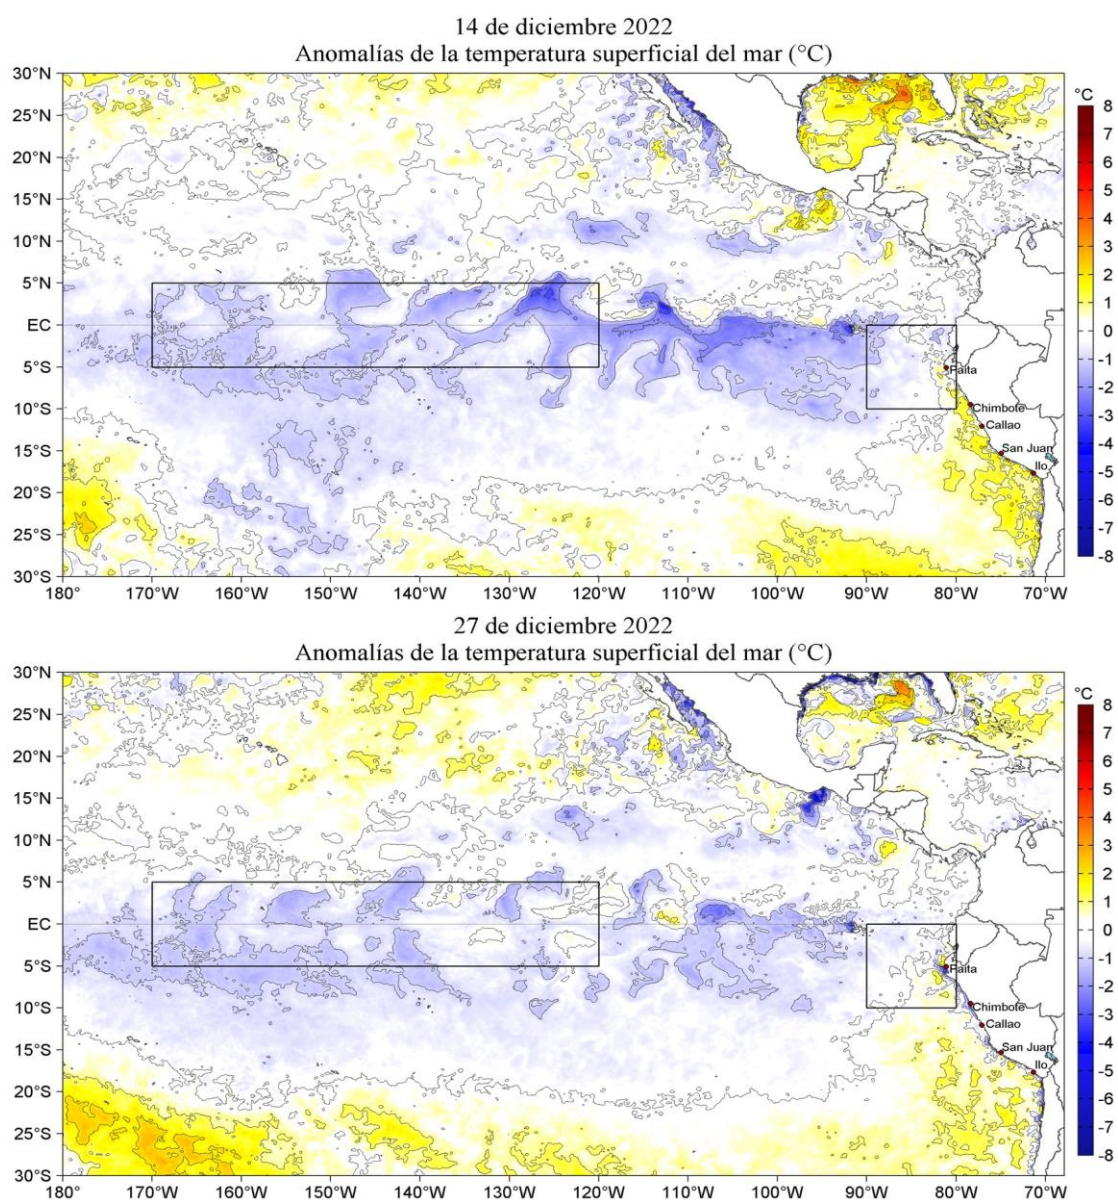 14 de diciembre 2022
Anomalías de la temperatura superficial del mar (°C)
30°N
25°N
20°N
15°N
10°N
5°N
EC
5°S
10°S
15°S
20°S
25°S
30°S
180 170°W 160°W 150°W 140°W 130°W 120°W 110°W 100°W 90°W 80°W 70°W
Paita
Chimbote
Callao
San Juan
Ilo
°C
8
7
6
5
4
3
2
1
0
-1
-2
-3
-4
-5
-6
-7
-8
27 de diciembre 2022
Anomalías de la temperatura superficial del mar (°C)
30°N
25°N
20°N
15°N
10°N
5°N
EC
5°S
10°S
15°S
20°S
25°S
30°S
180 170°W 160°W 150°W 140°W 130°W 120°W 110°W 100°W 90°W 80°W 70°W
Paita
Chimbote
Callao
San Juan
Ilo
°C
8
7
6
5
4
3
2
1
0
-1
-2
-3
-4
-5
-6
-7
-8